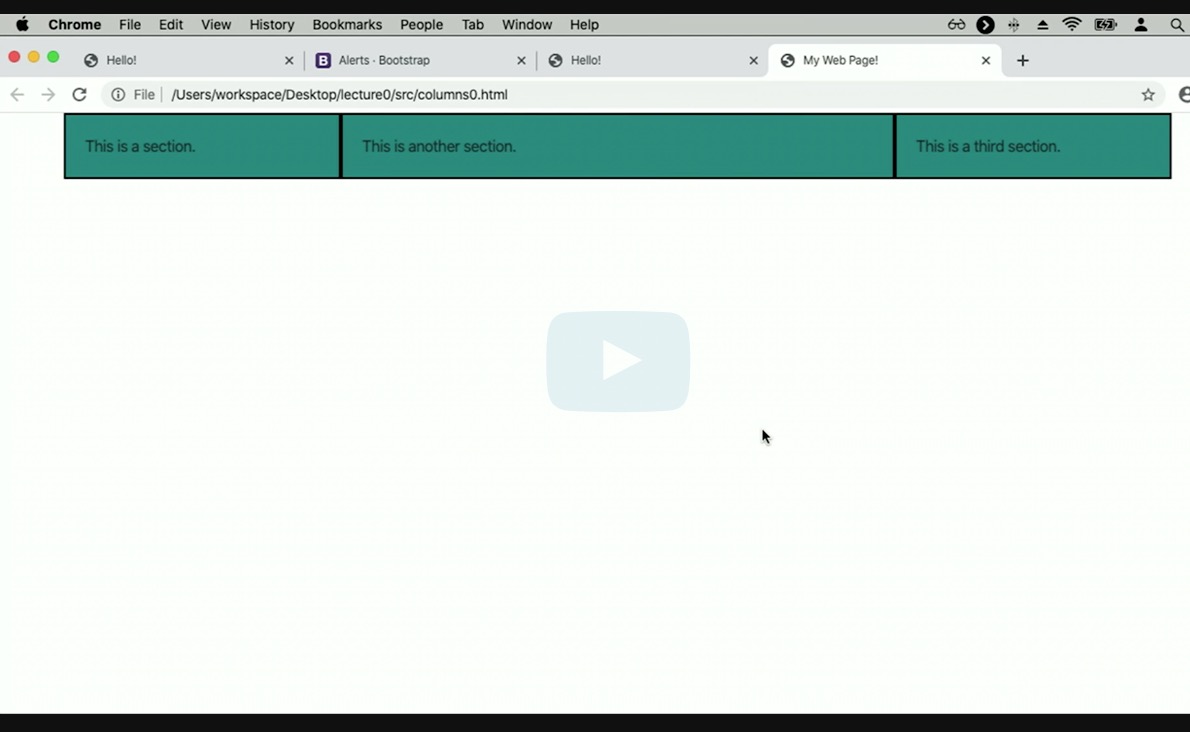 Chrome File Edit View History Bookmarks People Tab Window Help
Hello! B Alerts · Bootstrap Hello! My Web Page!
File /Users/workspace/Desktop/lecture0/src/columns0.html
This is a section. This is another section. This is a third section.